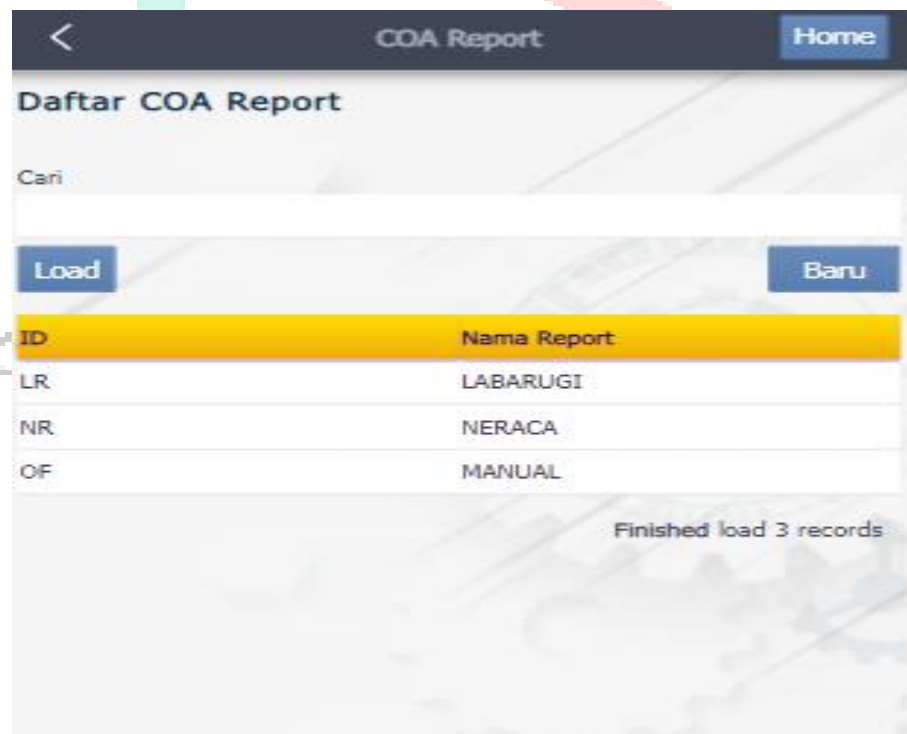 COA Report Home
Daftar COA Report
Cari
Load Baru
ID Nama Report
LR LABARUGI
NR NERACA
OF MANUAL
Finished load 3 records